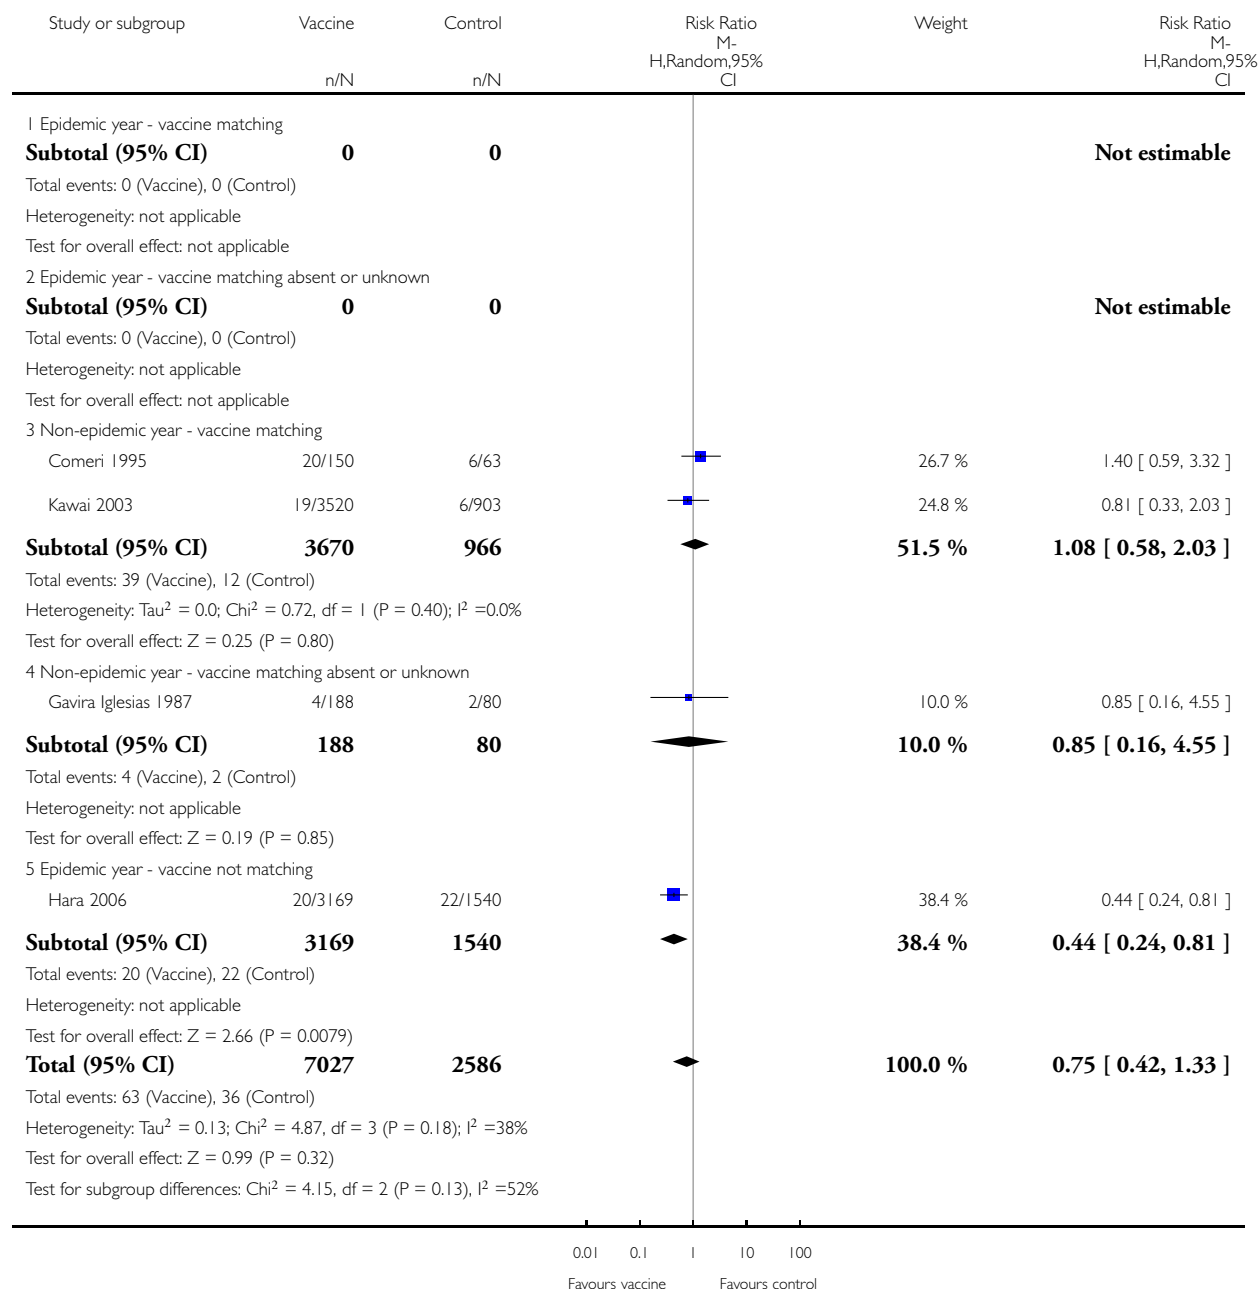 Study or subgroup Vaccine Control Risk Ratio Weight Risk Ratio
M- M-
H,Random,95% H,Random,95%
n/N n/N CI CI
1 Epidemic year - vaccine matching
Subtotal (95% CI) 0 0 Not estimable
Total events: 0 (Vaccine), 0 (Control)
Heterogeneity: not applicable
Test for overall effect: not applicable
2 Epidemic year - vaccine matching absent or unknown
Subtotal (95% CI) 0 0 Not estimable
Total events: 0 (Vaccine), 0 (Control)
Heterogeneity: not applicable
Test for overall effect: not applicable
3 Non-epidemic year - vaccine matching
Comeri 1995 20/150 6/63 26.7 % 1.40 [ 0.59, 3.32 ]
Kawai 2003 19/3520 6/903 24.8 % 0.81 [ 0.33, 2.03 ]
Subtotal (95% CI) 3670 966 51.5 % 1.08 [ 0.58, 2.03 ]
Total events: 39 (Vaccine), 12 (Control)
Heterogeneity: Tau² = 0.0; Chi² = 0.72, df = 1 (P = 0.40); I² =0.0%
Test for overall effect: Z = 0.25 (P = 0.80)
4 Non-epidemic year - vaccine matching absent or unknown
Gavira Iglesias 1987 4/188 2/80 10.0 % 0.85 [ 0.16, 4.55 ]
Subtotal (95% CI) 188 80 10.0 % 0.85 [ 0.16, 4.55 ]
Total events: 4 (Vaccine), 2 (Control)
Heterogeneity: not applicable
Test for overall effect: Z = 0.19 (P = 0.85)
5 Epidemic year - vaccine not matching
Hara 2006 20/3169 22/1540 38.4 % 0.44 [ 0.24, 0.81 ]
Subtotal (95% CI) 3169 1540 38.4 % 0.44 [ 0.24, 0.81 ]
Total events: 20 (Vaccine), 22 (Control)
Heterogeneity: not applicable
Test for overall effect: Z = 2.66 (P = 0.0079)
Total (95% CI) 7027 2586 100.0 % 0.75 [ 0.42, 1.33 ]
Total events: 63 (Vaccine), 36 (Control)
Heterogeneity: Tau² = 0.13; Chi² = 4.87, df = 3 (P = 0.18); I² =38%
Test for overall effect: Z = 0.99 (P = 0.32)
Test for subgroup differences: Chi² = 4.15, df = 2 (P = 0.13), I² =52%
0.01 0.1 1 10 100
Favours vaccine Favours control